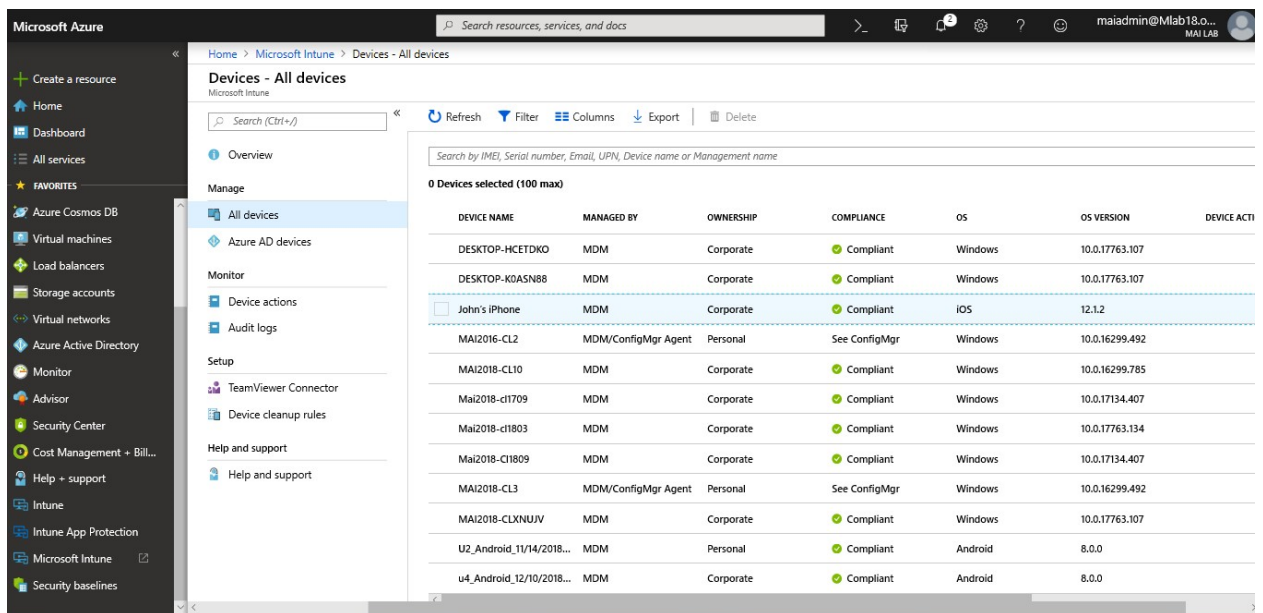 Microsoft Azure
Search resources, services, and docs
2
maiadmin@Mlab18.o...
MAI LAB
Create a resource
Home
Dashboard
All services
FAVORITES
Azure Cosmos DB
Virtual machines
Load balancers
Storage accounts
Virtual networks
Azure Active Directory
Monitor
Advisor
Security Center
Cost Management + Bill...
Help + support
Intune
Intune App Protection
Microsoft Intune
Security baselines
Home > Microsoft Intune > Devices - All devices
Devices - All devices
Microsoft Intune
Search (Ctrl+/)
Overview
Manage
All devices
Azure AD devices
Monitor
Device actions
Audit logs
Setup
TeamViewer Connector
Device cleanup rules
Help and support
Help and support
Refresh Filter Columns Export Delete
Search by IMEI, Serial number, Email, UPN, Device name or Management name
0 Devices selected (100 max)
DEVICE NAME MANAGED BY OWNERSHIP COMPLIANCE OS OS VERSION DEVICE ACTI
DESKTOP-HCETDKO MDM Corporate Compliant Windows 10.0.17763.107
DESKTOP-K0ASN88 MDM Corporate Compliant Windows 10.0.17763.107
John's iPhone MDM Corporate Compliant iOS 12.1.2
MAI2016-CL2 MDM/ConfigMgr Agent Personal See ConfigMgr Windows 10.0.16299.492
MAI2018-CL10 MDM Corporate Compliant Windows 10.0.16299.785
Mai2018-cl1709 MDM Corporate Compliant Windows 10.0.17134.407
Mai2018-cl1803 MDM Corporate Compliant Windows 10.0.17763.134
Mai2018-Cl1809 MDM Corporate Compliant Windows 10.0.17134.407
MAI2018-CL3 MDM/ConfigMgr Agent Personal See ConfigMgr Windows 10.0.16299.492
MAI2018-CLXNUJV MDM Corporate Compliant Windows 10.0.17763.107
U2_Android_11/14/2018... MDM Personal Compliant Android 8.0.0
u4_Android_12/10/2018... MDM Corporate Compliant Android 8.0.0